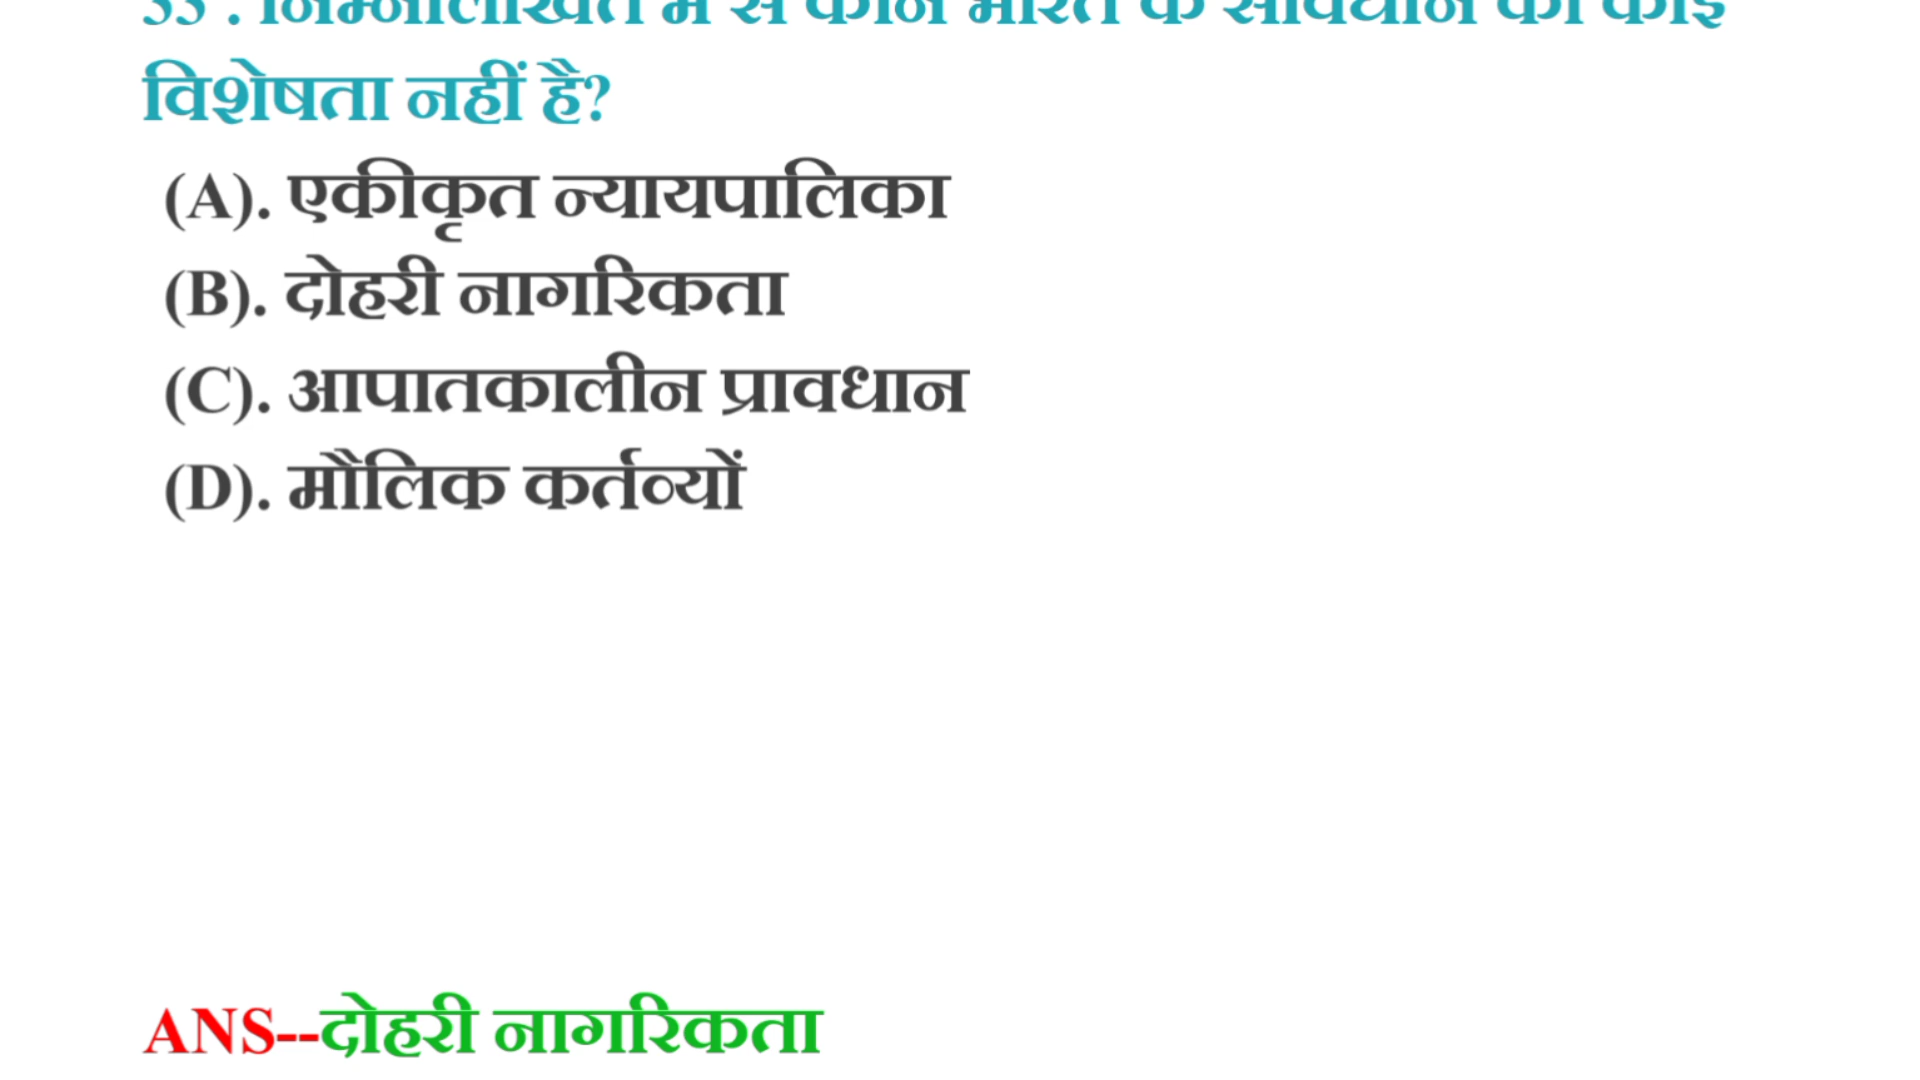 33 . निम्नलिखित में से कौन भारत के संविधान की कोई
विशेषता नहीं है?
(A). एकीकृत न्यायपालिका
(B). दोहरी नागरिकता
(C). आपातकालीन प्रावधान
(D). मौलिक कर्तव्यों
ANS--दोहरी नागरिकता